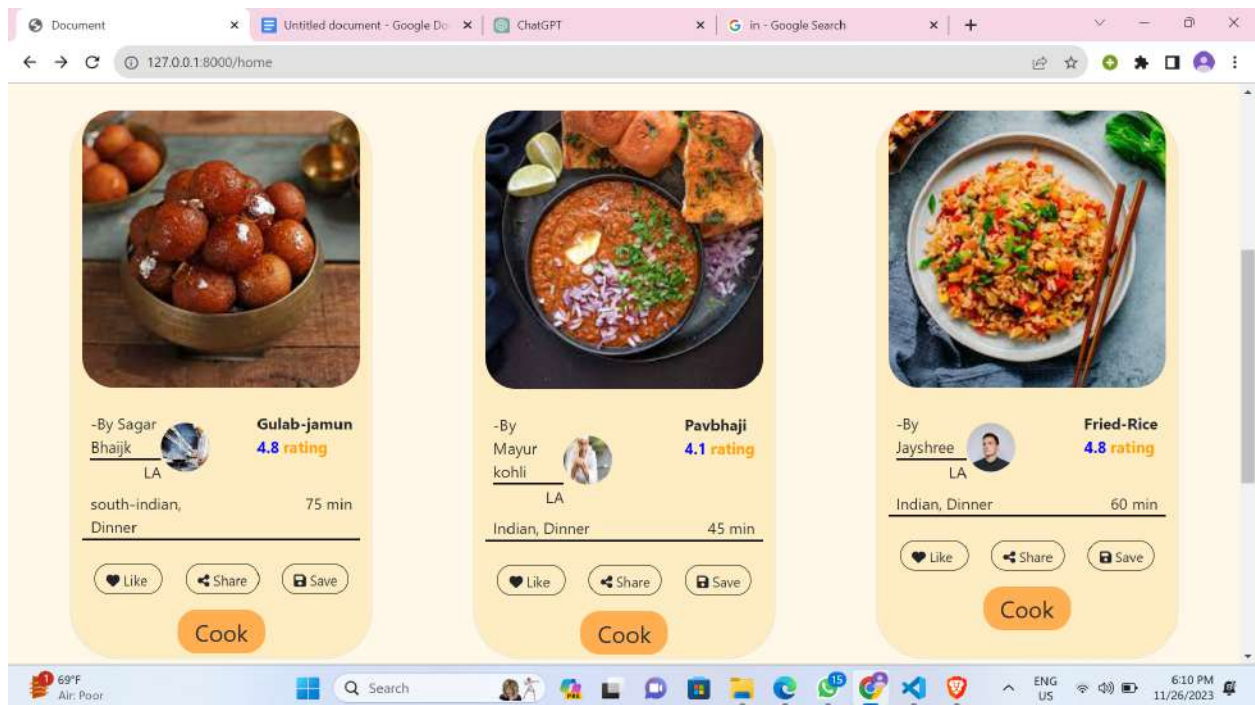 Document
Untitled document - Google Do
ChatGPT
in - Google Search
127.0.0.1:8000/home
-By Sagar
Bhaijk
LA
Gulab-jamun
4.8 rating
south-indian,
Dinner
75 min
Like
Share
Save
Cook
-By
Mayur
kohli
LA
Pavbhaji
4.1 rating
Indian, Dinner
45 min
Like
Share
Save
Cook
-By
Jayshree
LA
Fried-Rice
4.8 rating
Indian, Dinner
60 min
Like
Share
Save
Cook
1
69°F
Air: Poor
Search
PRE
15
ENG
US
6:10 PM
11/26/2023